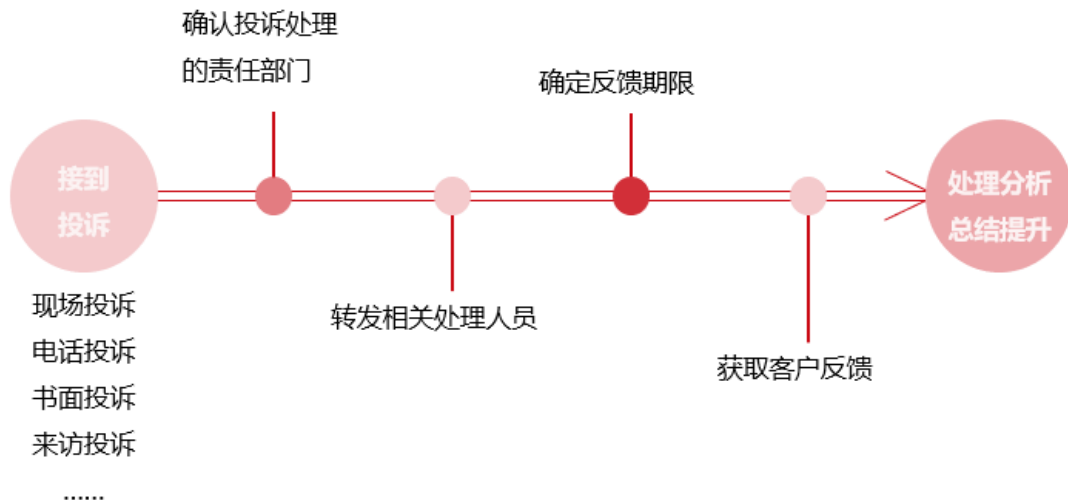 确认投诉处理
的责任部门
确定反馈期限
接到
投诉
处理分析
总结提升
现场投诉
电话投诉
书面投诉
来访投诉
……
转发相关处理人员
获取客户反馈